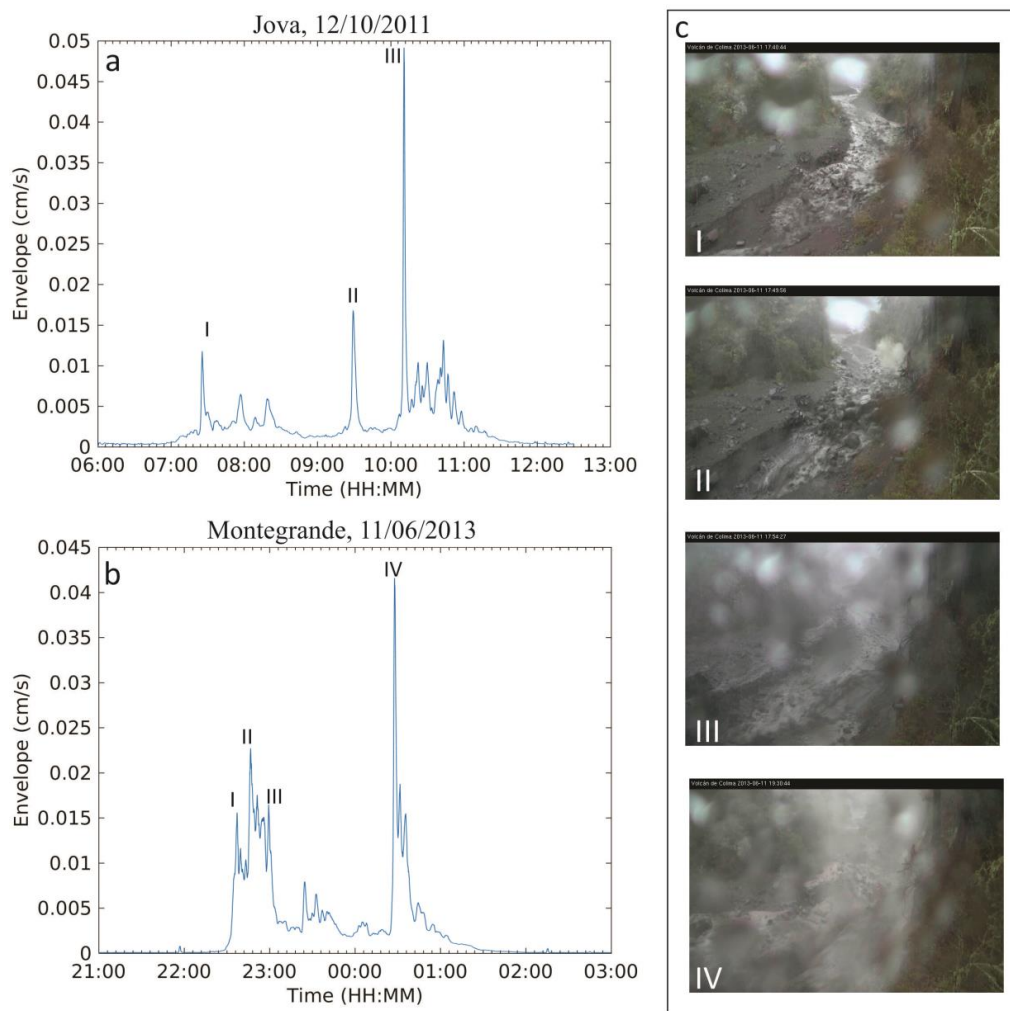 Jova, 12/10/2011
a
0.05
0.045
0.04
0.035
0.03
0.025
0.02
0.015
0.01
0.005
0
Envelope (cm/s)
I
II
III
06:00 07:00 08:00 09:00 10:00 11:00 12:00 13:00
Time (HH:MM)
Montegrande, 11/06/2013
b
0.045
0.04
0.035
0.03
0.025
0.02
0.015
0.01
0.005
0
Envelope (cm/s)
I
II
III
IV
21:00 22:00 23:00 00:00 01:00 02:00 03:00
Time (HH:MM)
c
Volcán de Colima 2013-06-11 17:40:44
I
Volcán de Colima 2013-06-11 17:45:56
II
Volcán de Colima 2013-06-11 17:54:27
III
Volcán de Colima 2013-06-11 19:30:44
IV